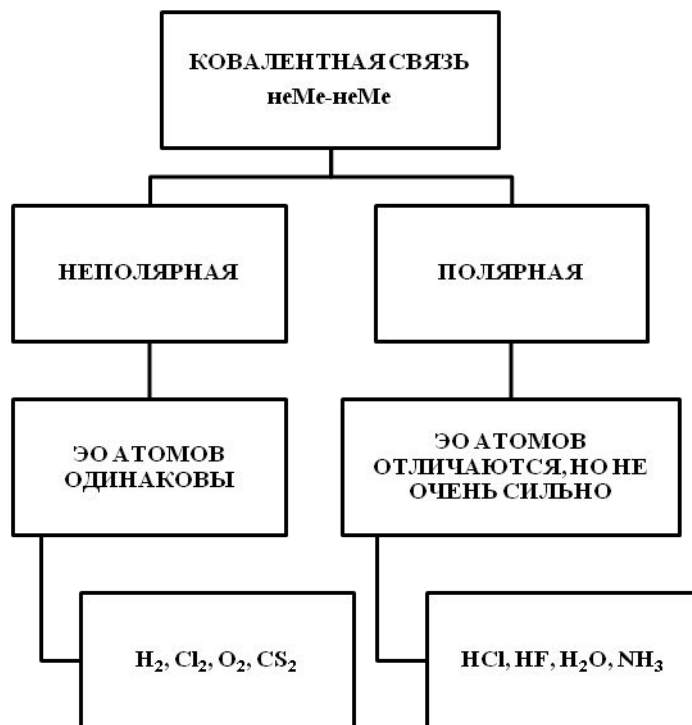 КОВАЛЕНТНАЯ СВЯЗЬ
неМе-неМе
НЕПОЛЯРНАЯ
ПОЛЯРНАЯ
ЭО АТОМОВ
ОДИНАКОВЫ
ЭО АТОМОВ
ОТЛИЧАЮТСЯ, НО НЕ
ОЧЕНЬ СИЛЬНО
H₂, Cl₂, O₂, CS₂
HCl, HF, H₂O, NH₃